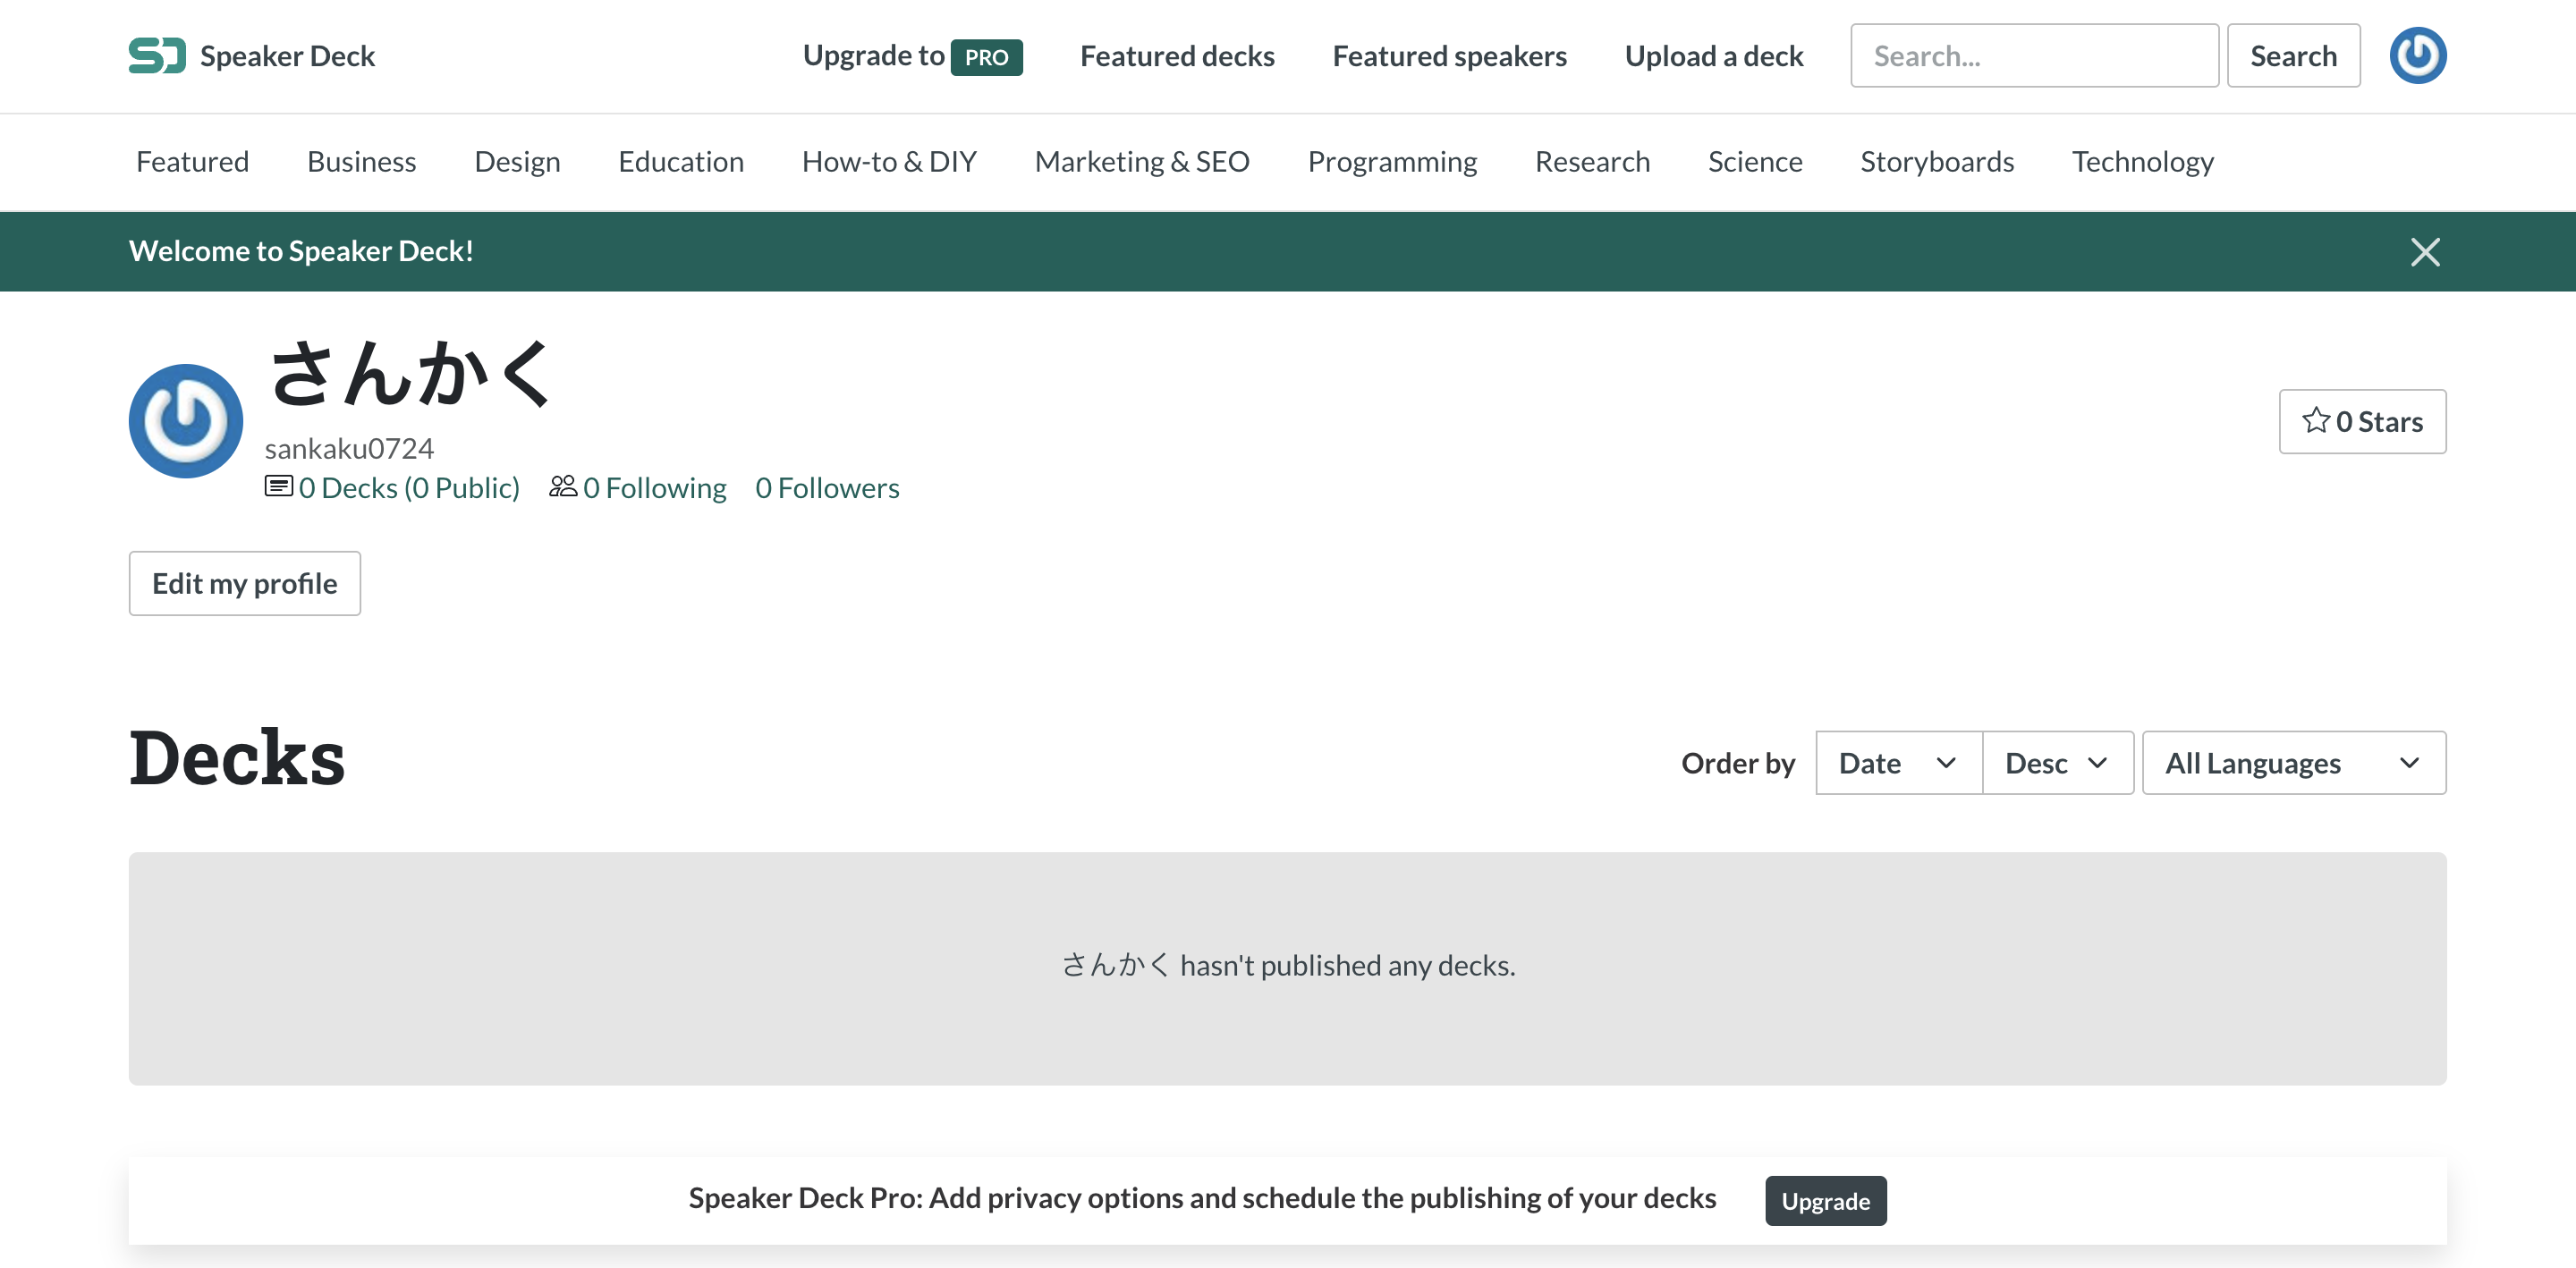 Speaker Deck Upgrade to PRO Featured decks Featured speakers Upload a deck Search... Search
Featured Business Design Education How-to & DIY Marketing & SEO Programming Research Science Storyboards Technology
Welcome to Speaker Deck!
さんかく
sankaku0724
0 Decks (0 Public) 0 Following 0 Followers
0 Stars
Edit my profile
Decks
Order by Date Desc All Languages
さんかく hasn't published any decks.
Speaker Deck Pro: Add privacy options and schedule the publishing of your decks Upgrade